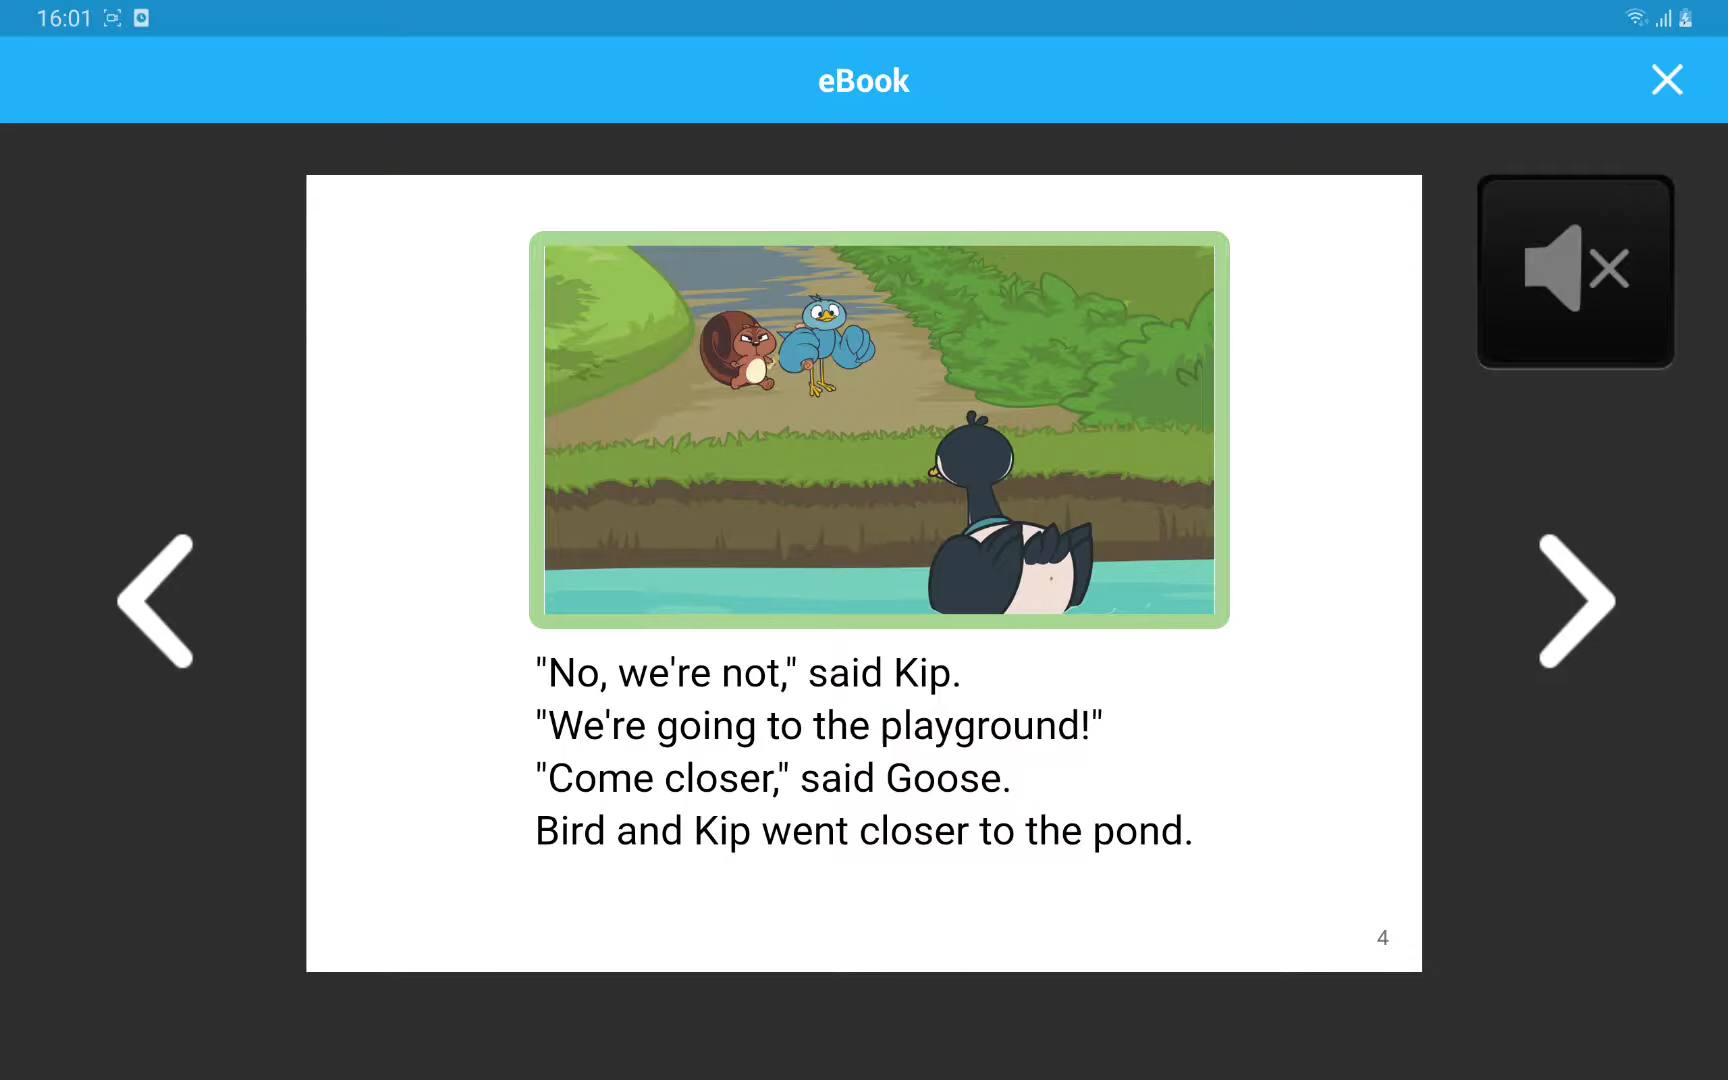 16:01
eBook
"No, we're not," said Kip.
"We're going to the playground!"
"Come closer," said Goose.
Bird and Kip went closer to the pond.
4